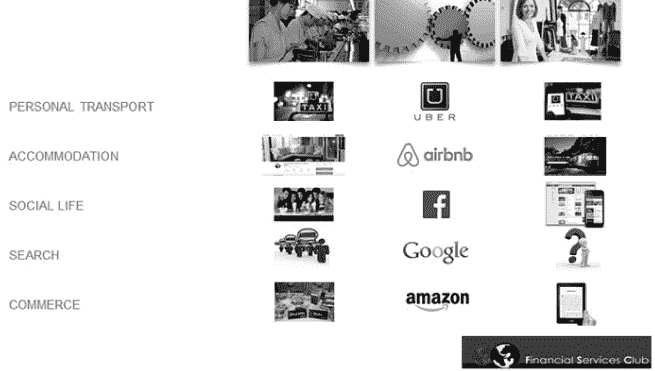 PERSONAL TRANSPORT
TAXI
UBER
TAXI
ACCOMMODATION
airbnb
SOCIAL LIFE
f
SEARCH
Google
?
COMMERCE
amazon
Financial Services Club